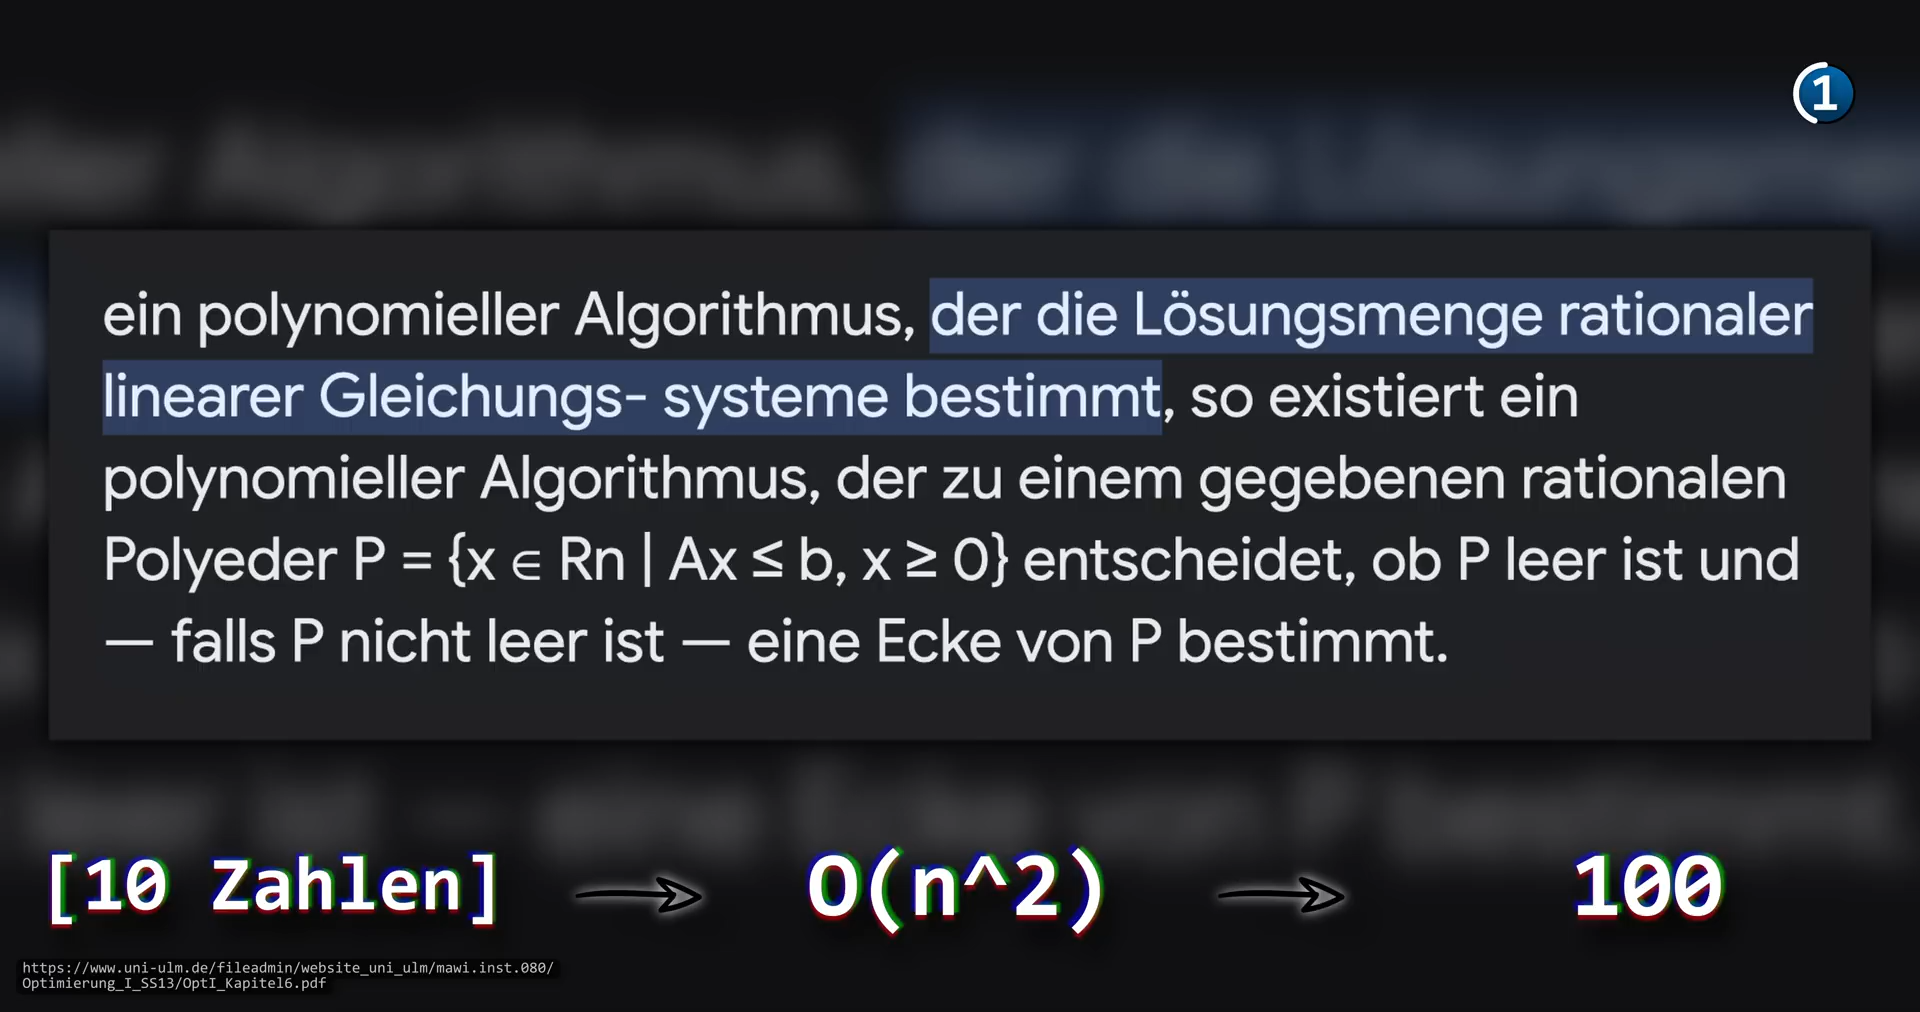 1
ein polynomieller Algorithmus, der die Lösungsmenge rationaler
linearer Gleichungs- systeme bestimmt, so existiert ein
polynomieller Algorithmus, der zu einem gegebenen rationalen
Polyeder P = {x ∈ Rn | Ax ≤ b, x ≥ 0} entscheidet, ob P leer ist und
— falls P nicht leer ist — eine Ecke von P bestimmt.
[10 Zahlen] → O(n^2) → 100
https://www.uni-ulm.de/fileadmin/website_uni_ulm/mawi.inst.080/
Optimierung_I_SS13/OptI_Kapitel6.pdf